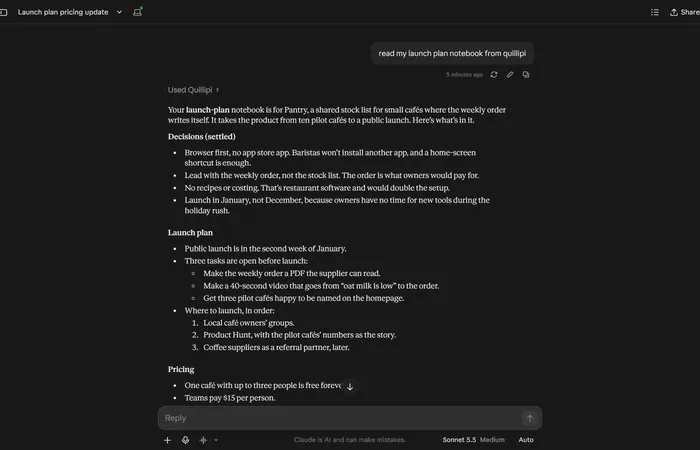 Launch plan pricing update
Share
read my launch plan notebook from quillipi
5 minutes ago
Used Quillipi
Your launch-plan notebook is for Pantry, a shared stock list for small cafés where the weekly order
writes itself. It takes the product from ten pilot cafés to a public launch. Here's what's in it.
Decisions (settled)
• Browser first, no app store app. Baristas won't install another app, and a home-screen
shortcut is enough.
• Lead with the weekly order, not the stock list. The order is what owners would pay for.
• No recipes or costing. That's restaurant software and would double the setup.
• Launch in January, not December, because owners have no time for new tools during the
holiday rush.
Launch plan
• Public launch is in the second week of January.
• Three tasks are open before launch:
◦ Make the weekly order a PDF the supplier can read.
◦ Make a 40-second video that goes from “oat milk is low” to the order.
◦ Get three pilot cafés happy to be named on the homepage.
• Where to launch, in order:
1. Local café owners' groups.
2. Product Hunt, with the pilot cafés' numbers as the story.
3. Coffee suppliers as a referral partner, later.
Pricing
• One café with up to three people is free
• Teams pay $15 per person.
Reply
Claude is AI and can make mistakes.
Sonnet 5.5 Medium
Auto